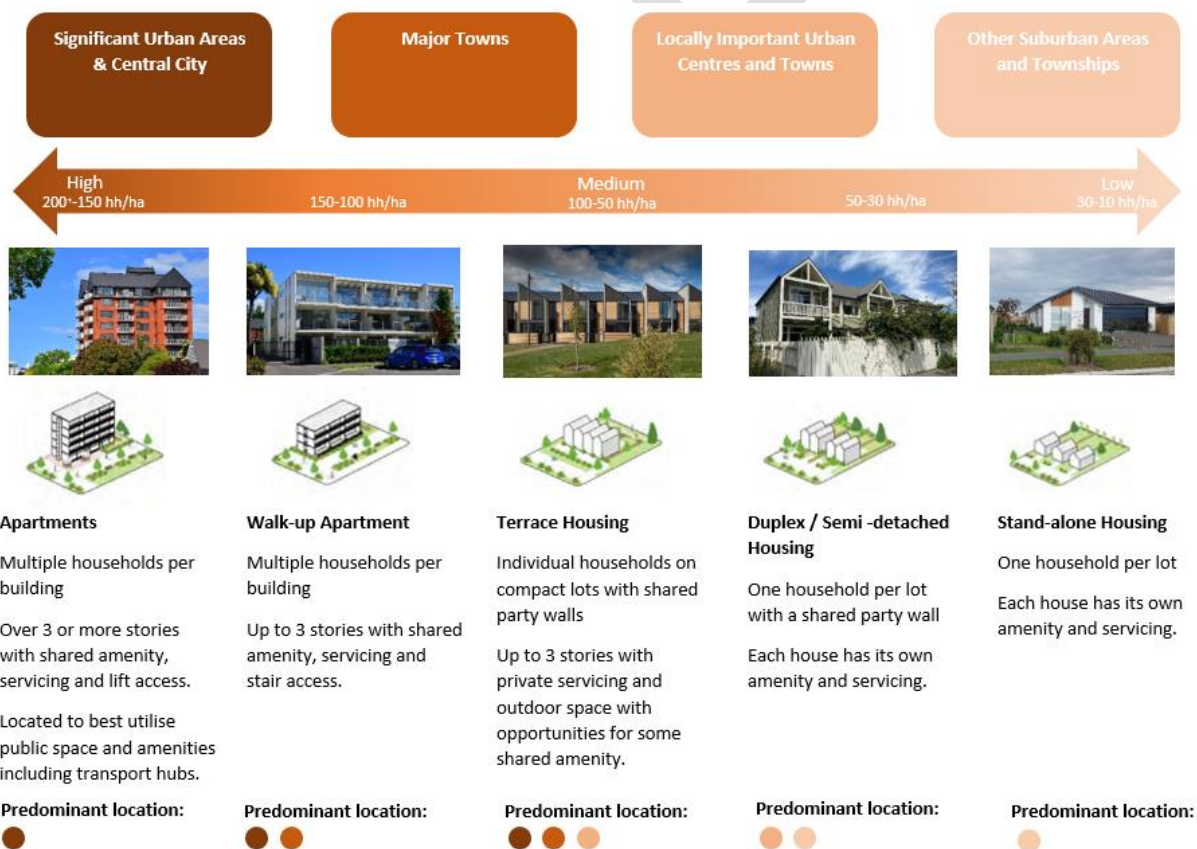 Significant Urban Areas
& Central City
Major Towns
Locally Important Urban
Centres and Towns
Other Suburban Areas
and Townships
High
200+-150 hh/ha
150-100 hh/ha
Medium
100-50 hh/ha
50-30 hh/ha
Low
30-10 hh/ha
Apartments
Multiple households per
building
Over 3 or more stories
with shared amenity,
servicing and lift access.
Located to best utilise
public space and amenities
including transport hubs.
Predominant location:
Walk-up Apartment
Multiple households per
building
Up to 3 stories with shared
amenity, servicing and
stair access.
Predominant location:
Terrace Housing
Individual households on
compact lots with shared
party walls
Up to 3 stories with
private servicing and
outdoor space with
opportunities for some
shared amenity.
Predominant location:
Duplex / Semi -detached
Housing
One household per lot
with a shared party wall
Each house has its own
amenity and servicing.
Predominant location:
Stand-alone Housing
One household per lot
Each house has its own
amenity and servicing.
Predominant location: